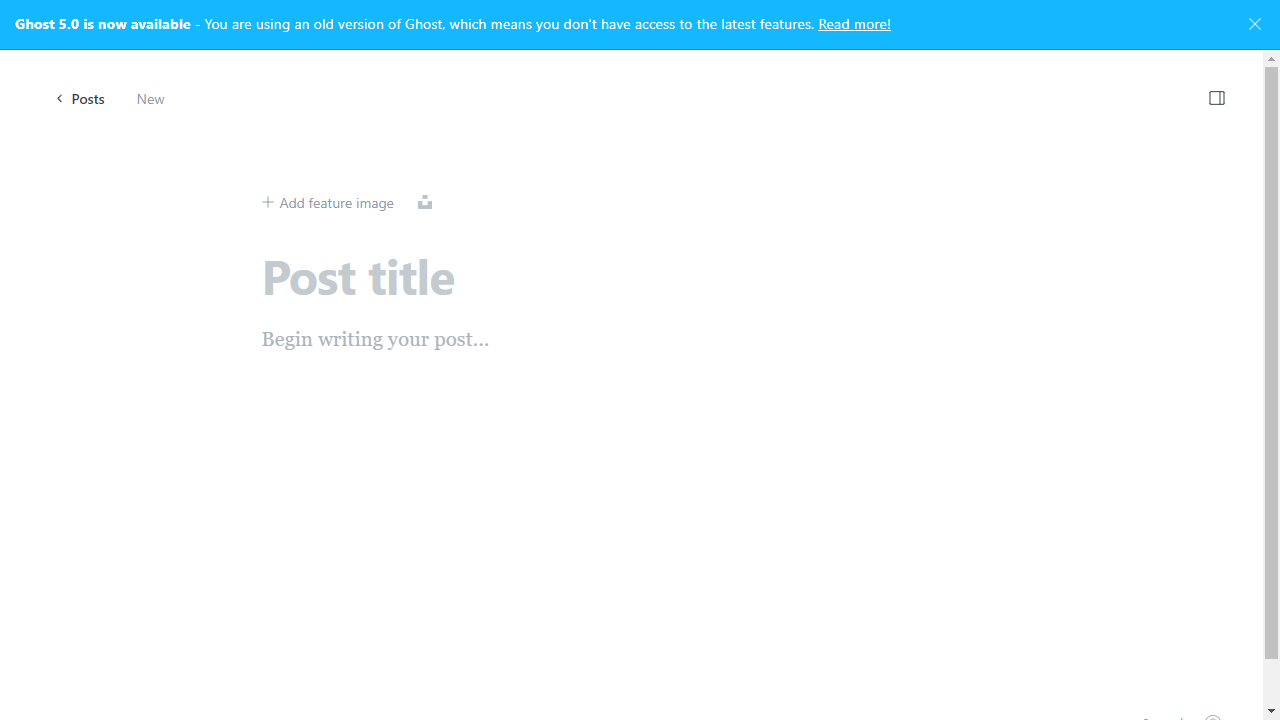 Ghost 5.0 is now available - You are using an old version of Ghost, which means you don't have access to the latest features. Read more!
Posts New
Add feature image
Post title
Begin writing your post...